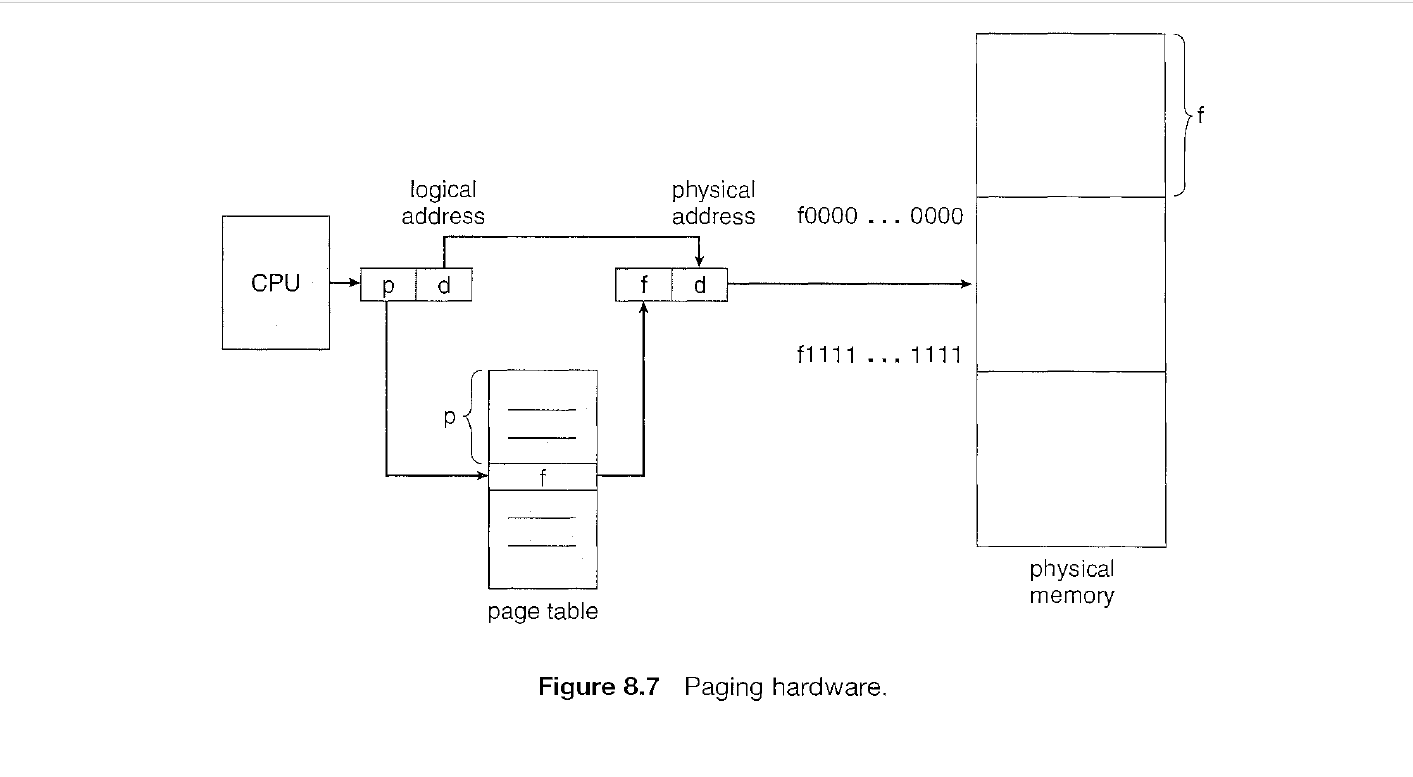 f
logical
address
physical
address
f0000 ... 0000
CPU
p
d
f
d
f1111 ... 1111
p
f
page table
physical
memory
Figure 8.7 Paging hardware.